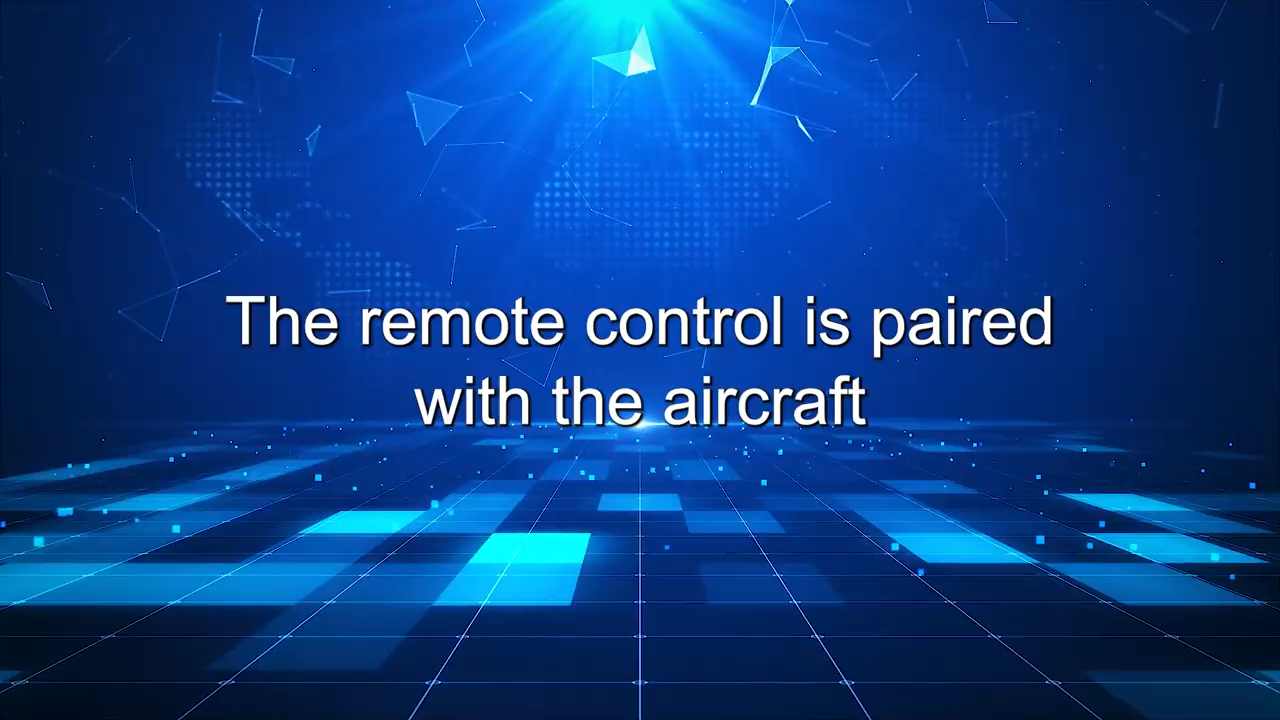 The remote control is paired
with the aircraft